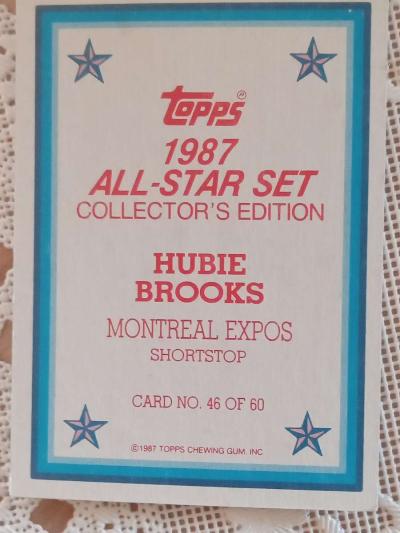 TOPPS®
1987
ALL-STAR SET
COLLECTOR'S EDITION
HUBIE
BROOKS
MONTREAL EXPOS
SHORTSTOP
CARD NO. 46 OF 60
©1987 TOPPS CHEWING GUM, INC